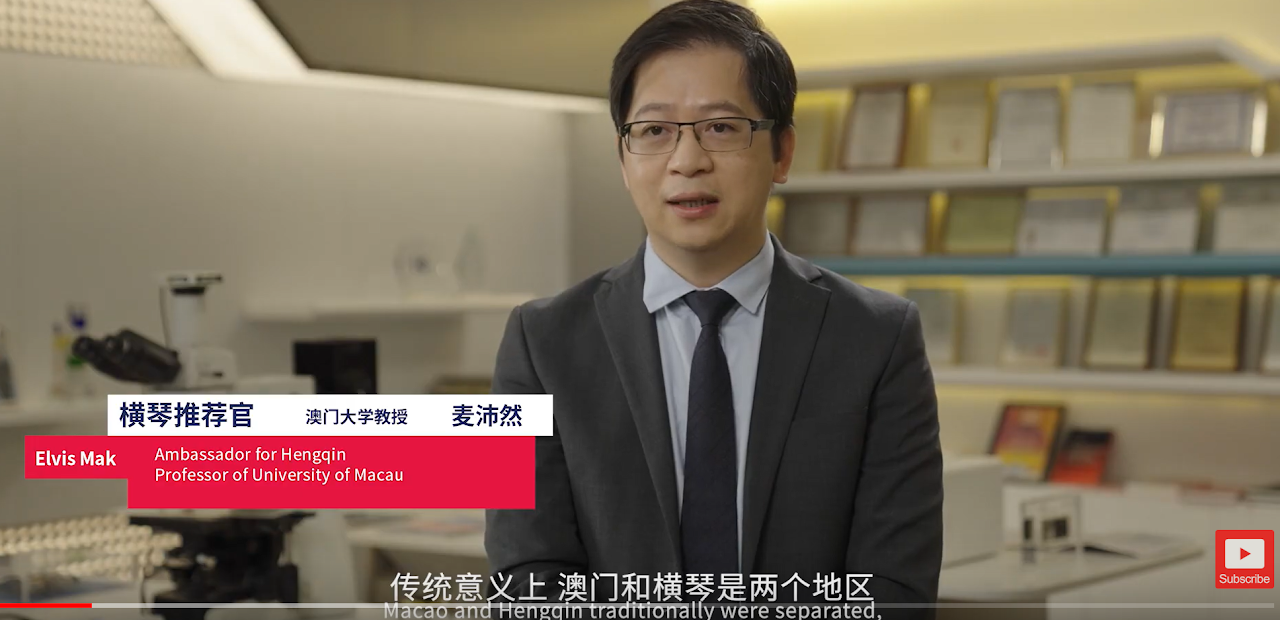 横琴推荐官 澳门大学教授 麦沛然
Elvis Mak
Ambassador for Hengqin
Professor of University of Macau
传统意义上 澳门和横琴是两个地区
Macao and Hengqin traditionally were separated,
Subscribe